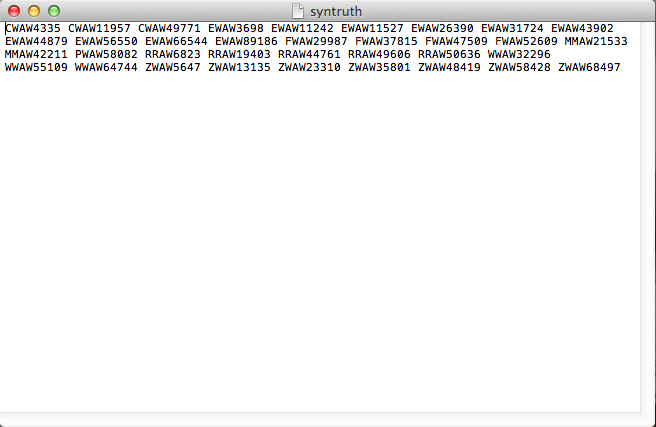 syntruth
CWAW4335 CWAW11957 CWAW49771 EWAW3698 EWAW11242 EWAW11527 EWAW26390 EWAW31724 EWAW43902
EWAW44879 EWAW56550 EWAW66544 EWAW89186 FWAW29987 FWAW37815 FWAW47509 FWAW52609 MMAW21533
MMAW42211 PWAW58082 RRAW6823 RRAW19403 RRAW44761 RRAW49606 RRAW50636 WWAW32296
WWAW55109 WWAW64744 ZWAW5647 ZWAW13135 ZWAW23310 ZWAW35801 ZWAW48419 ZWAW58428 ZWAW68497